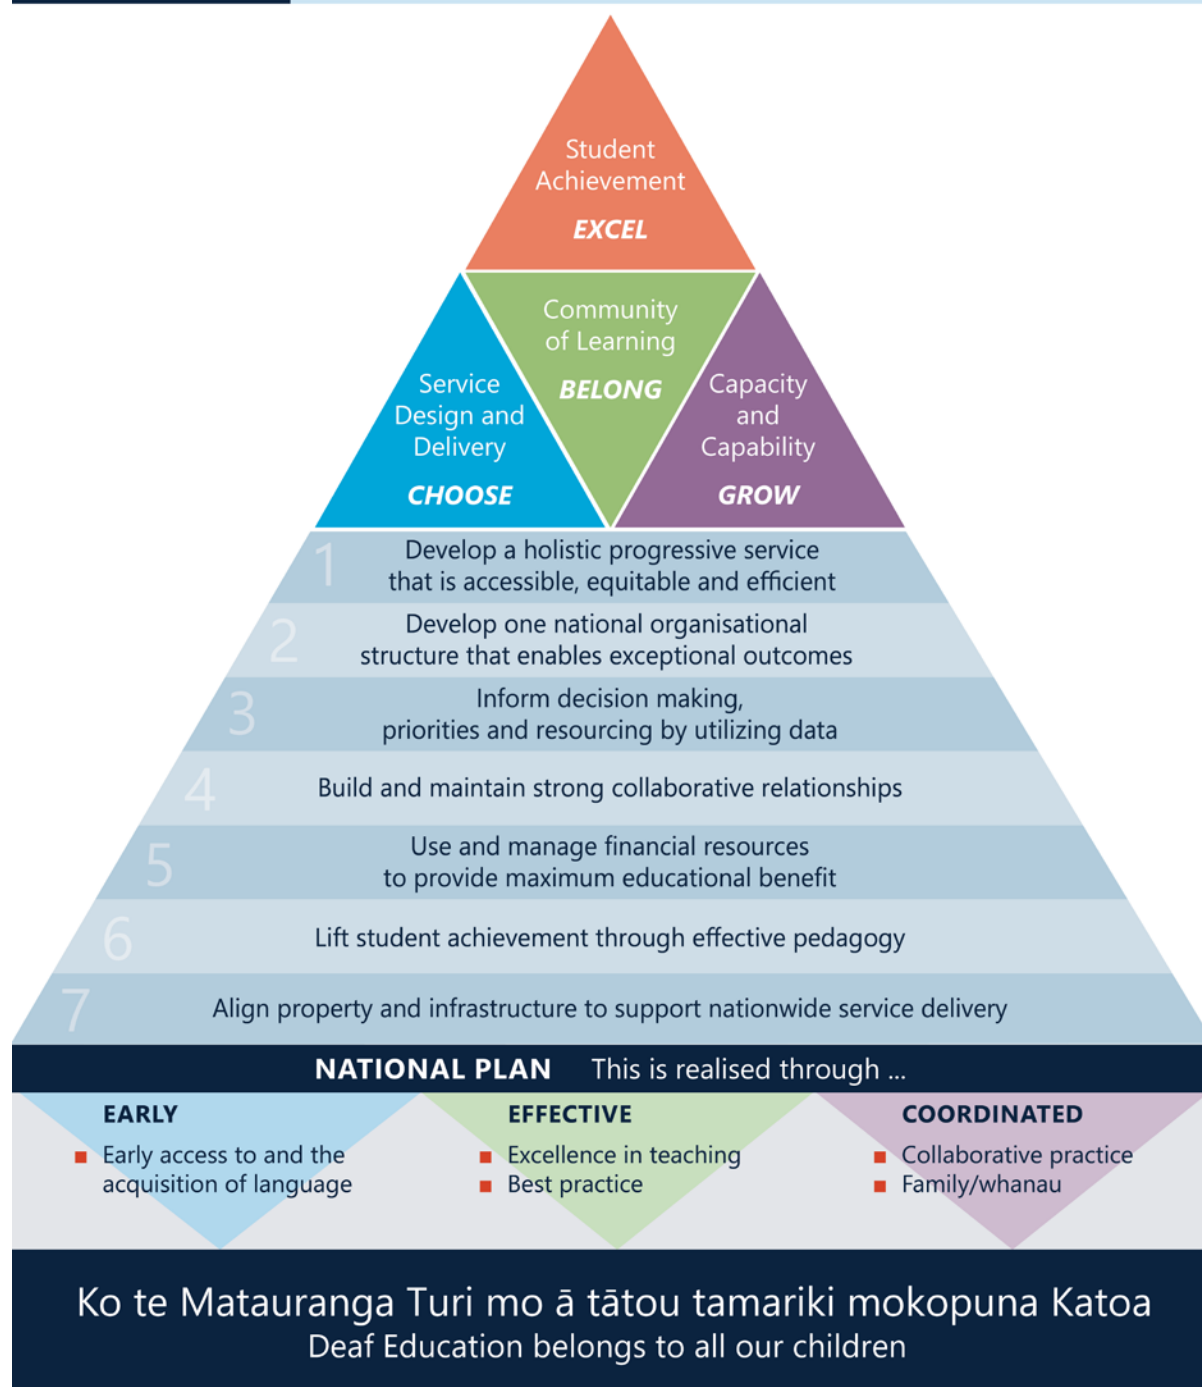 Student
Achievement
EXCEL
Community
of Learning
BELONG
Service
Design and
Delivery
CHOOSE
Capacity
and
Capability
GROW
1
Develop a holistic progressive service
that is accessible, equitable and efficient
2
Develop one national organisational
structure that enables exceptional outcomes
3
Inform decision making,
priorities and resourcing by utilizing data
4
Build and maintain strong collaborative relationships
5
Use and manage financial resources
to provide maximum educational benefit
6
Lift student achievement through effective pedagogy
7
Align property and infrastructure to support nationwide service delivery
NATIONAL PLAN This is realised through ...
EARLY
Early access to and the
acquisition of language
EFFECTIVE
Excellence in teaching
Best practice
COORDINATED
Collaborative practice
Family/whanau
Ko te Matauranga Turi mo ā tātou tamariki mokopuna Katoa
Deaf Education belongs to all our children